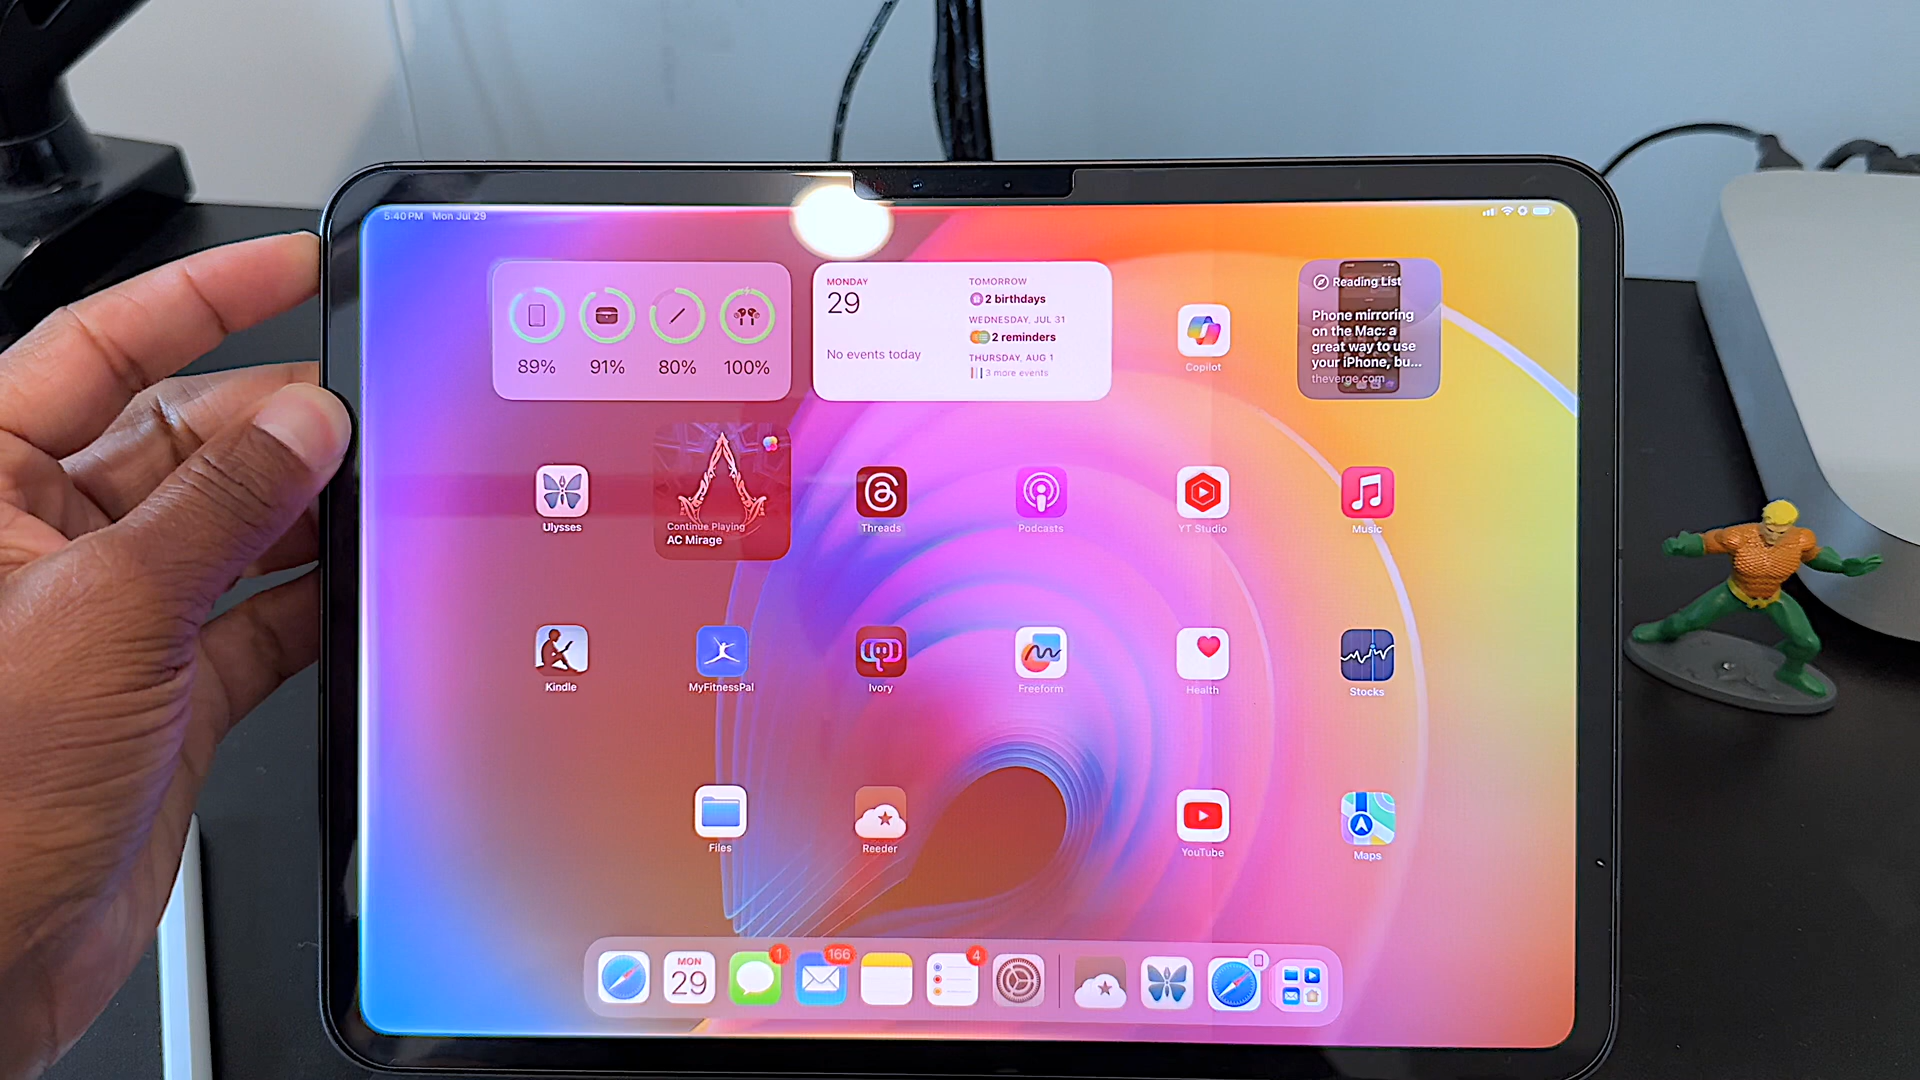 5:40 PM Mon Jul 29
89%
91%
80%
100%
MONDAY
29
No events today
TOMORROW
2 birthdays
WEDNESDAY, JUL 31
2 reminders
THURSDAY, AUG 1
3 more events
Copilot
Reading List
Phone mirroring
on the Mac: a
great way to use
your iPhone, bu...
theverge.com
Ulysses
Continue Playing
AC Mirage
Threads
Podcasts
YT Studio
Music
Kindle
MyFitnessPal
Ivory
Freeform
Health
Stocks
Files
Reeder
YouTube
Maps
MON
29
1
166
4